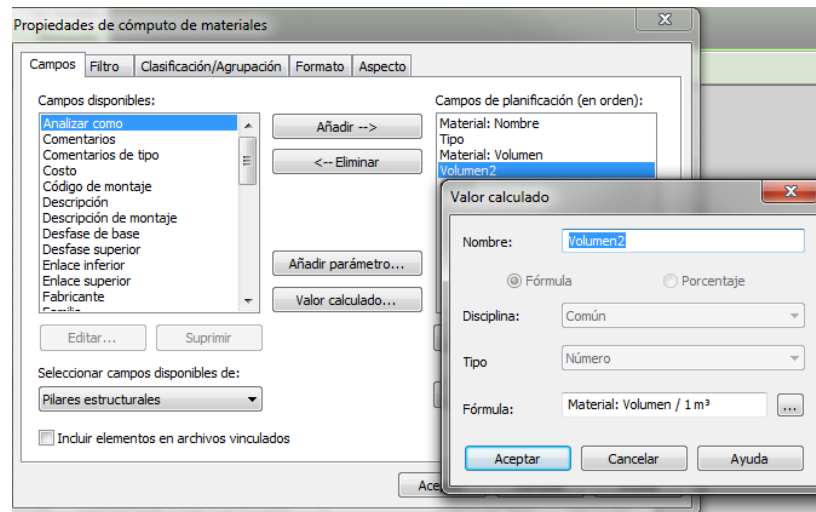 Propiedades de cómputo de materiales
Campos Filtro Clasificación/Agrupación Formato Aspecto
Campos disponibles:
Analizar como
Comentarios
Comentarios de tipo
Costo
Código de montaje
Descripción
Descripción de montaje
Desfase de base
Desfase superior
Enlace inferior
Enlace superior
Fabricante
Añadir -->
<-- Eliminar
Añadir parámetro...
Valor calculado...
Campos de planificación (en orden):
Material: Nombre
Tipo
Material: Volumen
Volumen2
Editar... Suprimir
Seleccionar campos disponibles de:
Pilares estructurales
Incluir elementos en archivos vinculados
Valor calculado
Nombre: Volumen2
Fórmula Porcentaje
Disciplina: Común
Tipo Número
Fórmula: Material: Volumen / 1 m³ ...
Aceptar Cancelar Ayuda